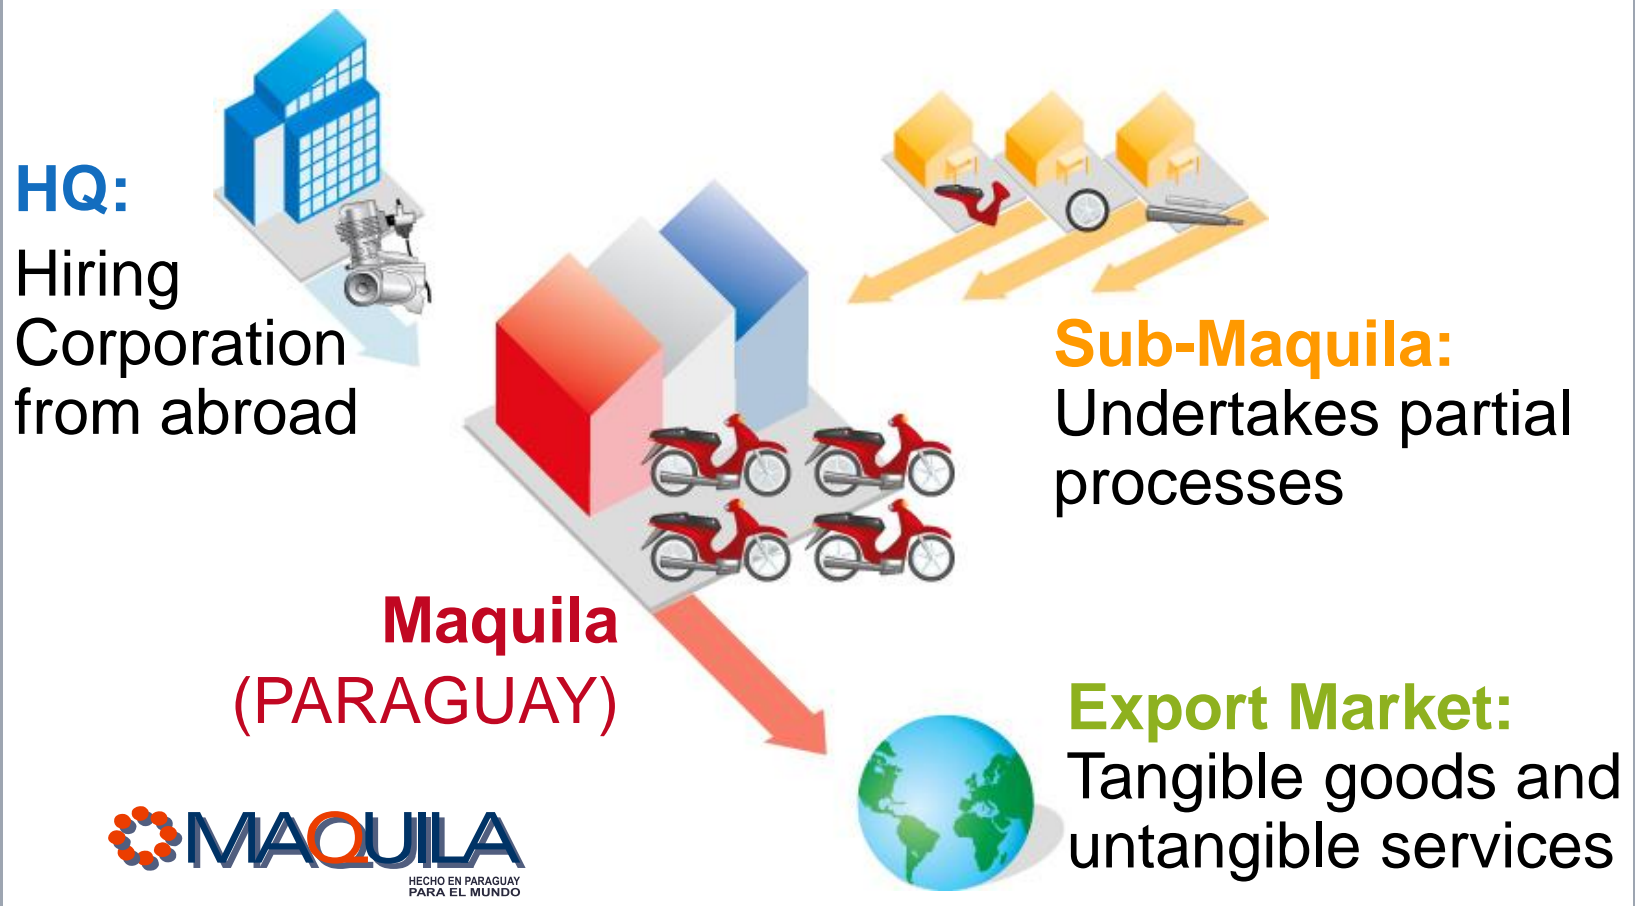 HQ:
Hiring
Corporation
from abroad
Sub-Maquila:
Undertakes partial
processes
Maquila
(PARAGUAY)
Export Market:
Tangible goods and
untangible services
MAQUILA
HECHO EN PARAGUAY
PARA EL MUNDO